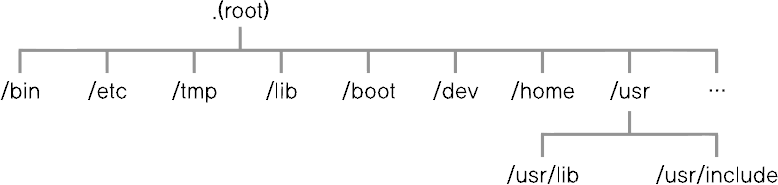 .(root)
/bin /etc /tmp /lib /boot /dev /home /usr ...
/usr/lib /usr/include